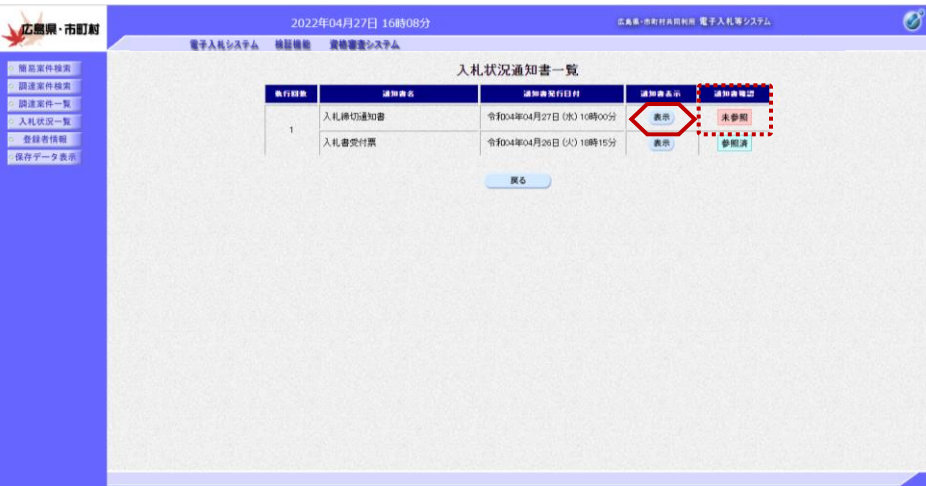 広島県・市町村
2022年04月27日 16時08分
広島県・市町村共同利用 電子入札等システム
電子入札システム 検証機能 資格審査システム
簡易案件検索
調達案件検索
調達案件一覧
入札状況一覧
登録者情報
保存データ表示
入札状況通知書一覧
執行回数 通知書名 通知書発行日付 通知書表示 通知書確認
1
入札締切通知書 令和04年04月27日 (水) 10時00分 表示 未参照
入札書受付票 令和04年04月26日 (火) 18時15分 表示 参照済
戻る